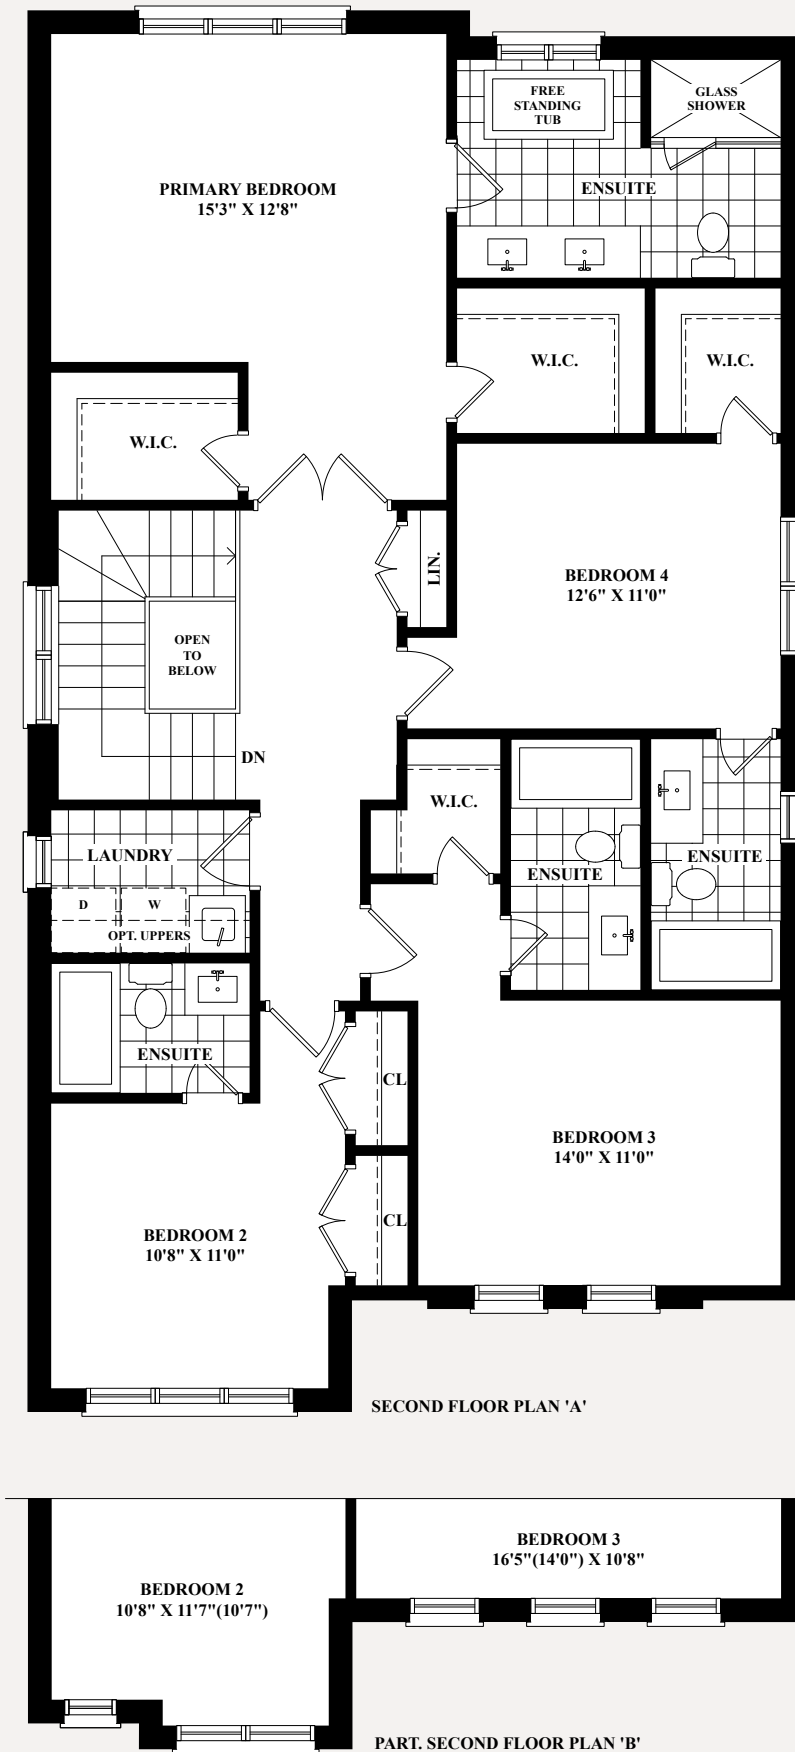 FREE
STANDING
TUB
GLASS
SHOWER
PRIMARY BEDROOM
15'3" X 12'8"
ENSUITE
W.I.C.
W.I.C.
W.I.C.
LIN.
BEDROOM 4
12'6" X 11'0"
OPEN
TO
BELOW
DN
W.I.C.
LAUNDRY
ENSUITE
ENSUITE
D
W
OPT. UPPERS
ENSUITE
CL
BEDROOM 3
14'0" X 11'0"
CL
BEDROOM 2
10'8" X 11'0"
SECOND FLOOR PLAN 'A'
BEDROOM 3
16'5"(14'0") X 10'8"
BEDROOM 2
10'8" X 11'7"(10'7")
PART. SECOND FLOOR PLAN 'B'